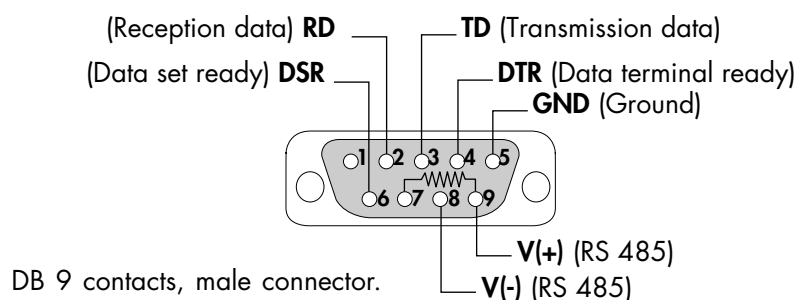 (Reception data) RD
TD (Transmission data)
(Data set ready) DSR
DTR (Data terminal ready)
GND (Ground)
1 2 3 4 5
6 7 8 9
V(+) (RS 485)
DB 9 contacts, male connector.
V(-) (RS 485)